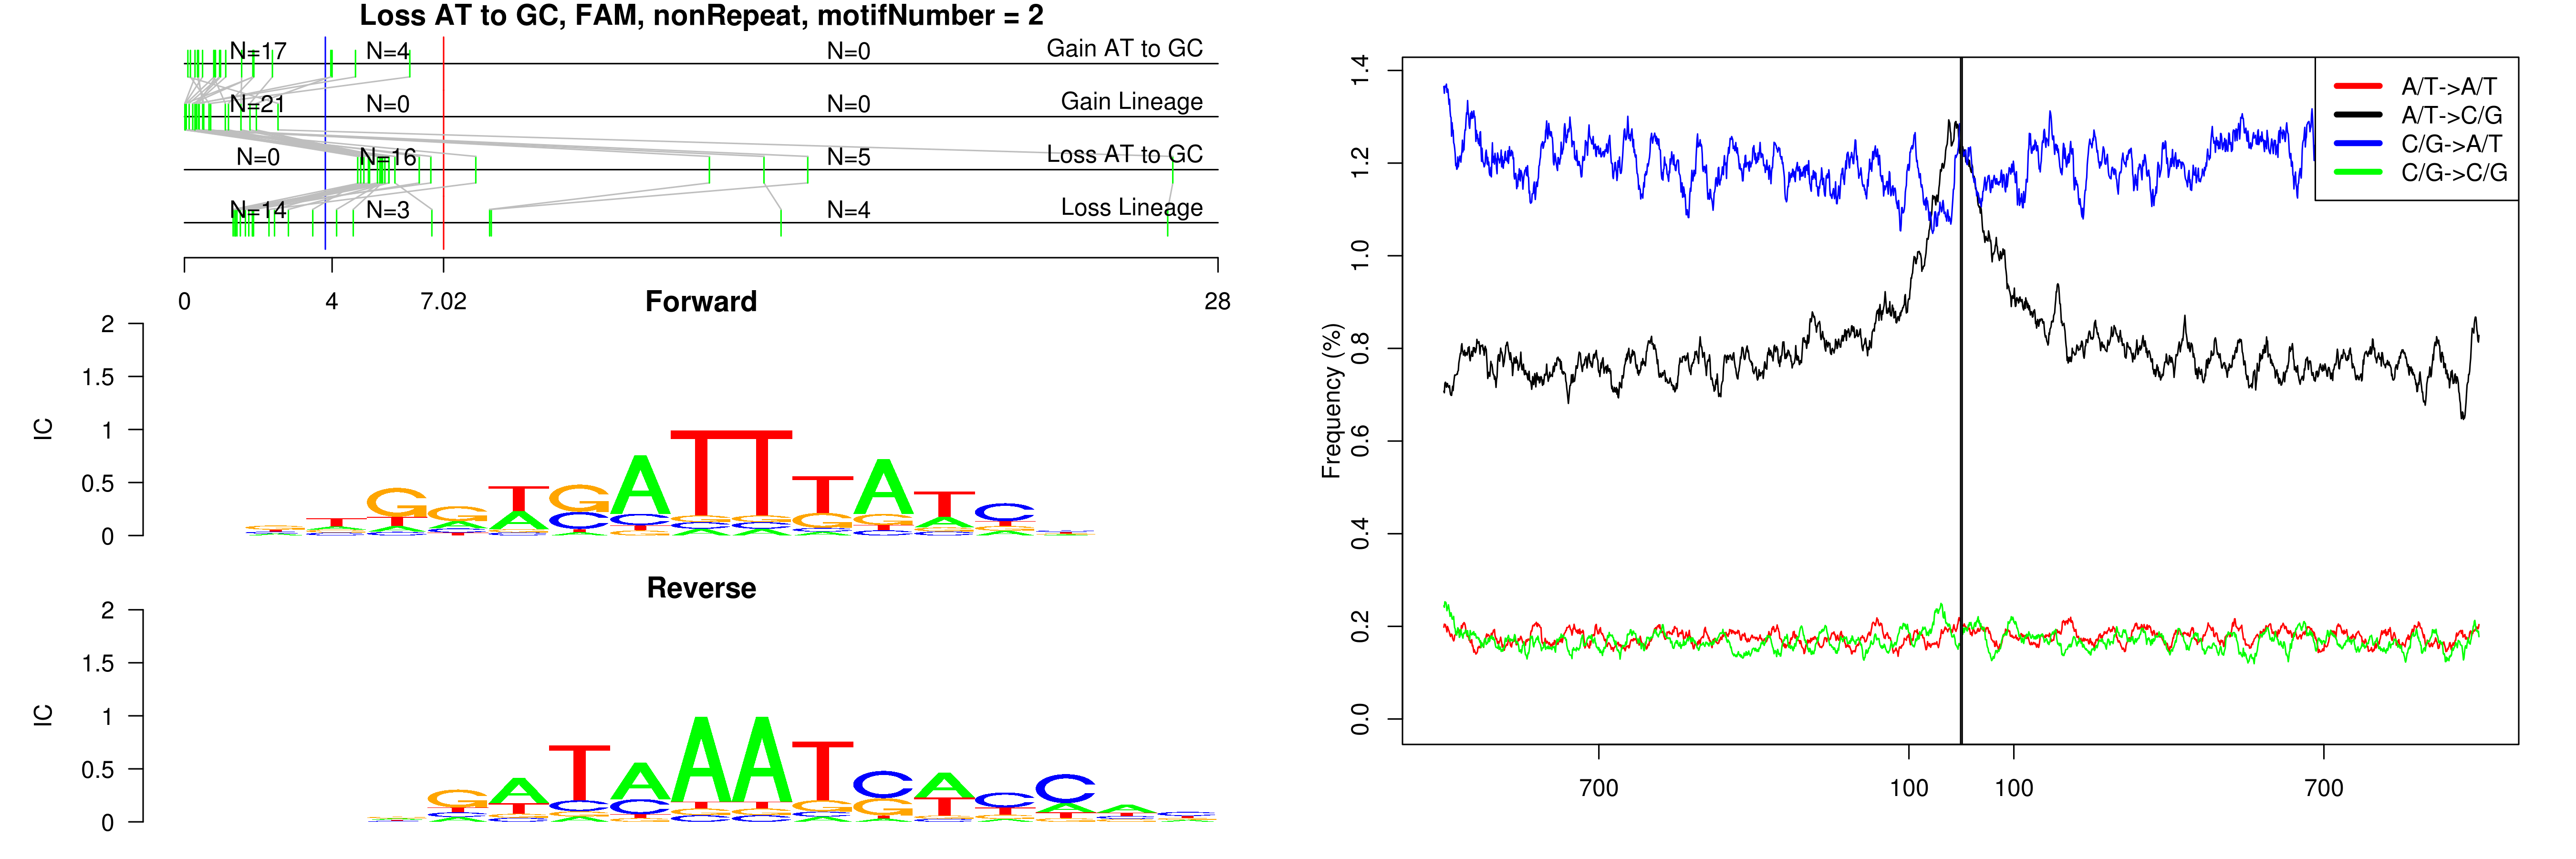 Loss AT to GC, FAM, nonRepeat, motifNumber = 2
N=17 N=4 N=0 Gain AT to GC
N=21 N=0 N=0 Gain Lineage
N=0 N=16 N=5 Loss AT to GC
N=14 N=3 N=4 Loss Lineage
0 4 7.02 28
Forward
2
1.5
1
0.5
0
IC
Reverse
2
1.5
1
0.5
0
IC
1.4
1.2
1.0
0.8
0.6
0.4
0.2
0.0
Frequency (%)
A/T->A/T
A/T->C/G
C/G->A/T
C/G->C/G
700 100 100 700